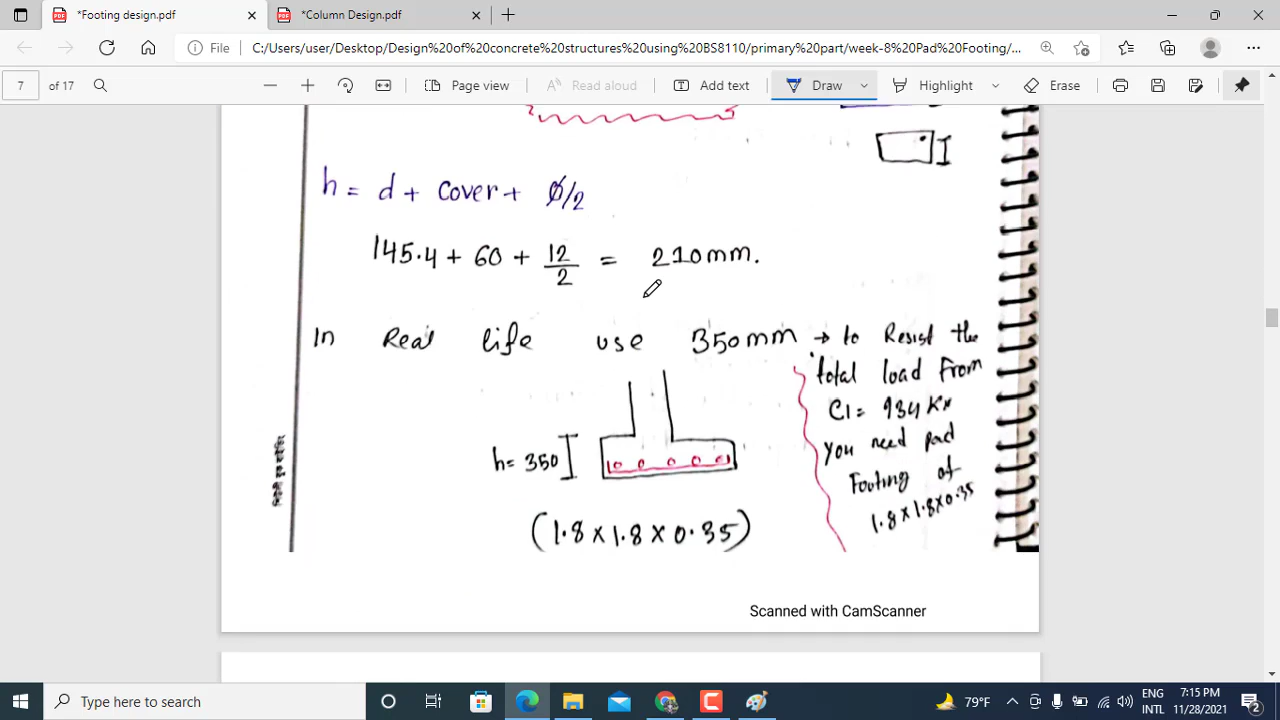 *Footing design.pdf
*Column Design.pdf
File C:/Users/user/Desktop/Design%20of%20concrete%20structures%20using%20BS8110/primary%20part/week-8%20Pad%20Footing/...
7 of 17 Page view Read aloud Add text Draw Highlight Erase
h = d + cover + Ø/2
145.4 + 60 + 12/2 = 210mm.
In Real life use 350mm → to Resist the
total load From
C1 = 934 KN
you need pad
Footing of
1.8 x 1.8 x 0.35
h= 350
(1.8 x 1.8 x 0.35)
Scanned with CamScanner
Type here to search
79°F
ENG
INTL
7:15 PM
11/28/2021
2